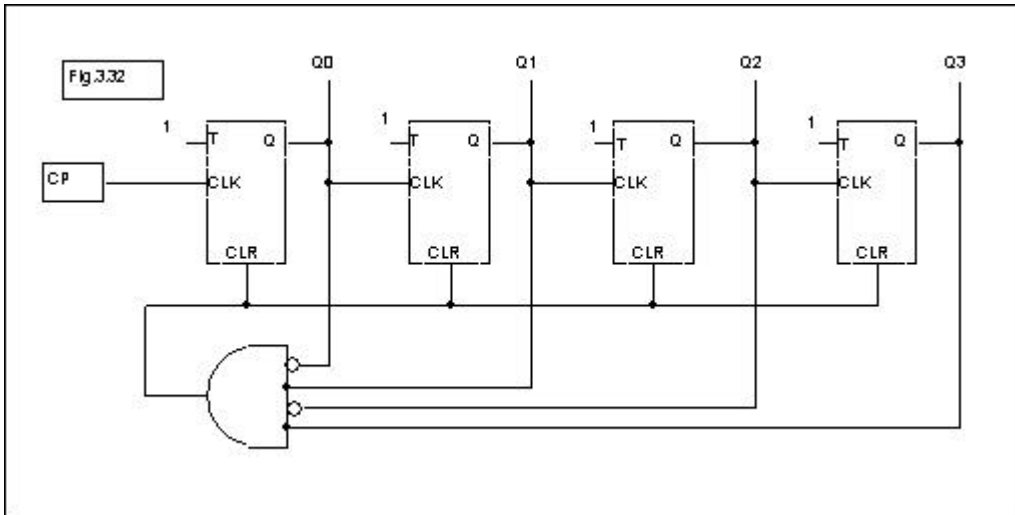 Fig.3.32
Q0 Q1 Q2 Q3
1 1 1 1
T Q T Q T Q T Q
CP
CLK CLK CLK CLK
CLR CLR CLR CLR